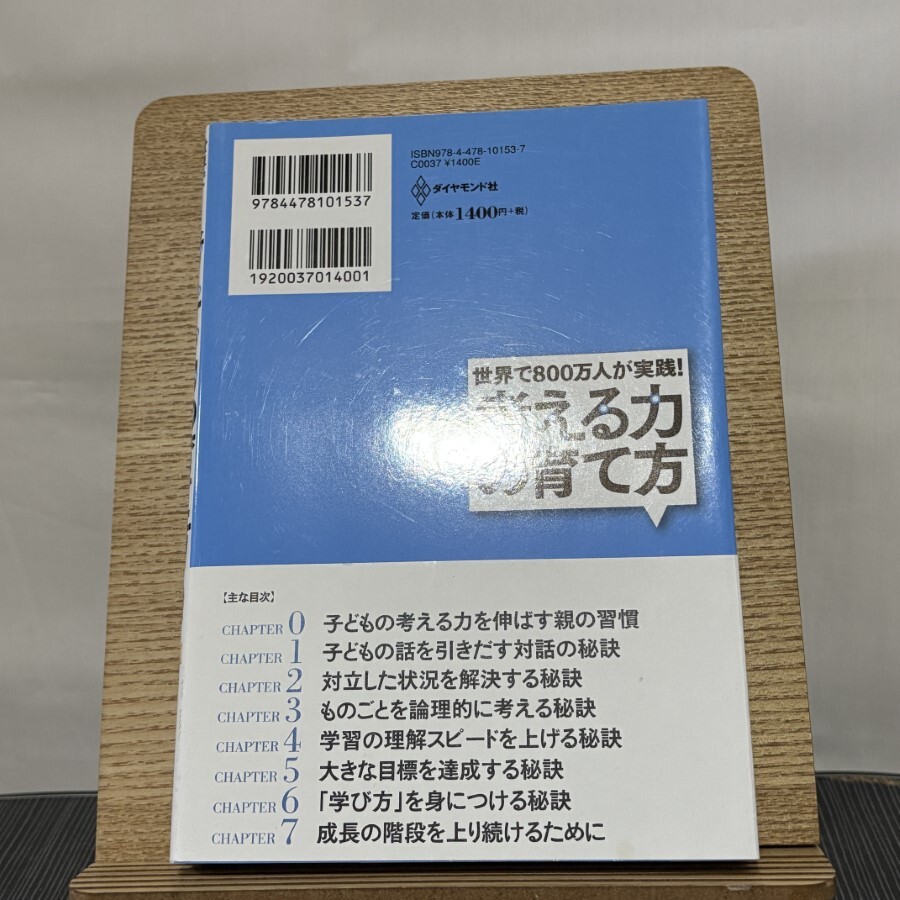 ISBN978-4-478-10153-7
C0037 ¥1400E
ダイヤモンド社
定価(本体1400円+税)
9784478101537
1920037014001
世界で800万人が実践!
考える力
の育て方
【主な目次】
CHAPTER 0 子どもの考える力を伸ばす親の習慣
CHAPTER 1 子どもの話を引きだす対話の秘訣
CHAPTER 2 対立した状況を解決する秘訣
CHAPTER 3 ものごとを論理的に考える秘訣
CHAPTER 4 学習の理解スピードを上げる秘訣
CHAPTER 5 大きな目標を達成する秘訣
CHAPTER 6 「学び方」を身につける秘訣
CHAPTER 7 成長の階段を上り続けるために